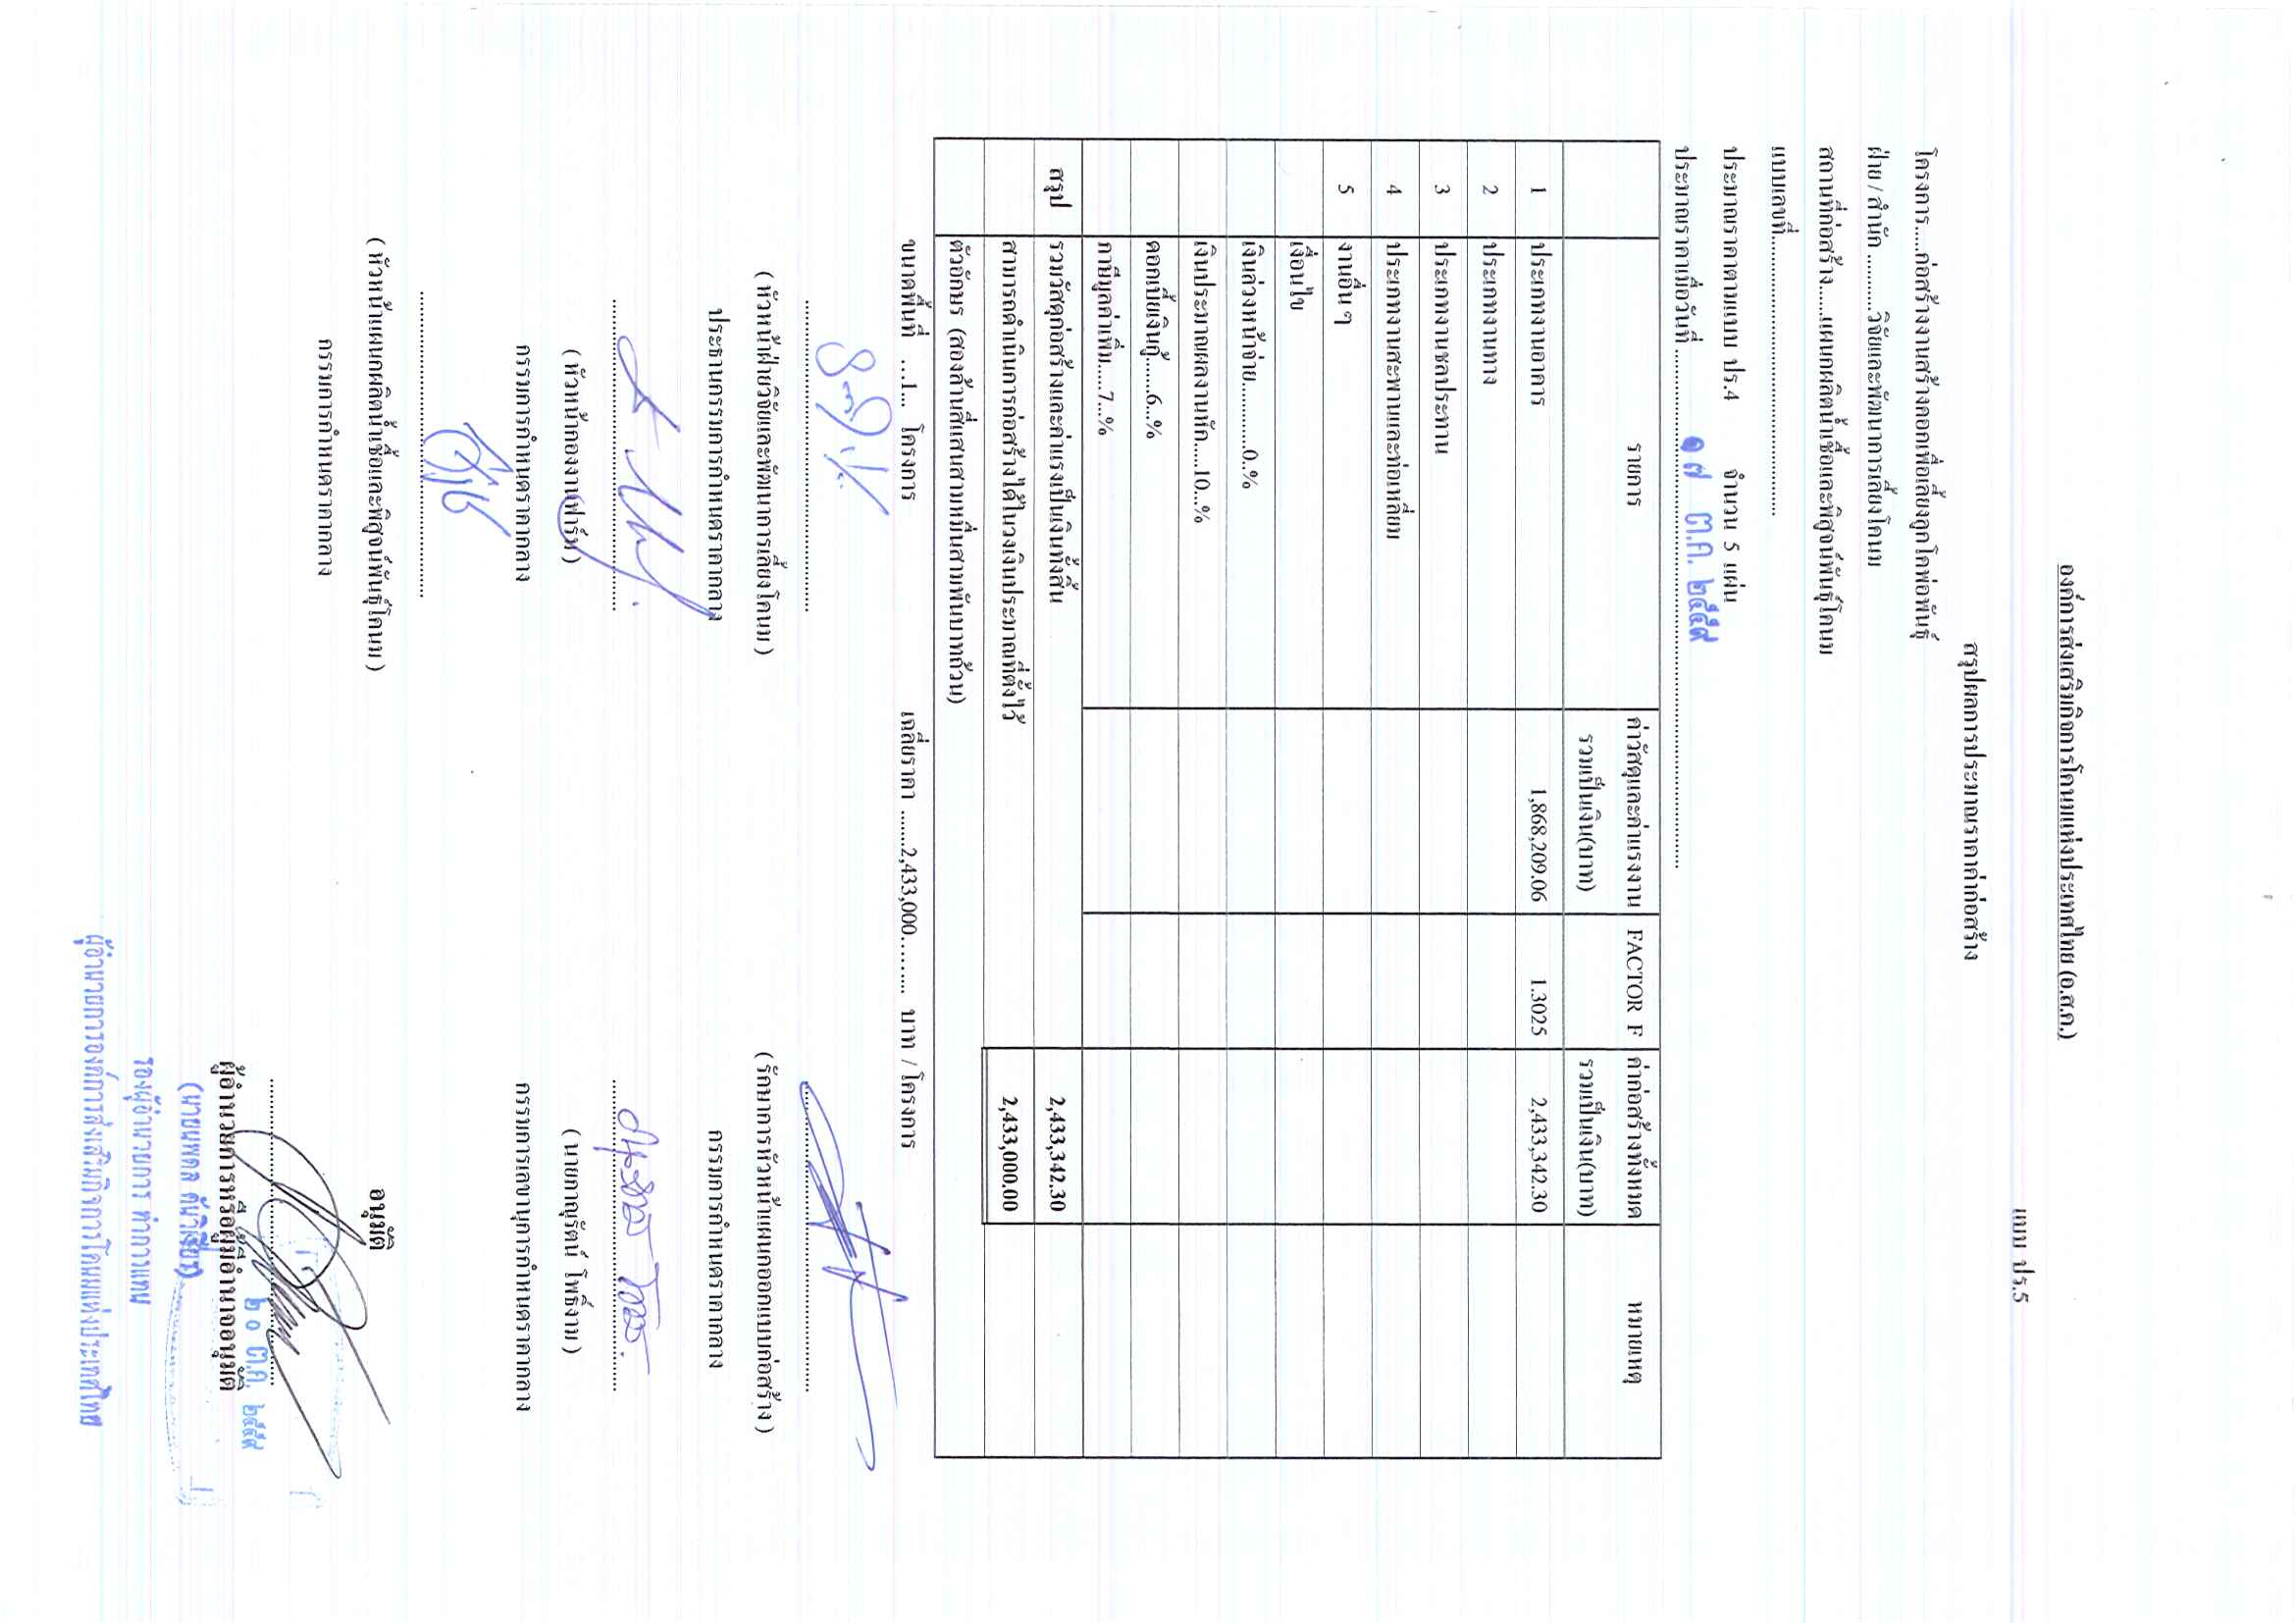 องค์การส่งเสริมกิจการโคนมแห่งประเทศไทย (อ.ส.ค.)
แบบ ปร.5
สรุปผลการประมาณราคาค่าก่อสร้าง
โครงการ.....ก่อสร้างงานสร้างคอกเพื่อเลี้ยงลูกโคพ่อพันธุ์
ฝ่าย / สำนัก ..........วิจัยและพัฒนาการเลี้ยงโคนม
สถานที่ก่อสร้าง......แผนกผลิตน้ำเชื้อและพิสูจน์พันธุ์โคนม
แบบเลขที่..........................................
ประมาณราคาตามแบบ ปร.4 จำนวน 5 แผ่น
ประมาณราคาเมื่อวันที่ ........ ๑๗ ต.ค. ๒๕๕๙ ........
รายการ ค่าวัสดุและค่าแรงงาน FACTOR F ค่าก่อสร้างทั้งหมด หมายเหตุ
รวมเป็นเงิน(บาท) รวมเป็นเงิน(บาท)
1 ประเภทงานอาคาร 1,868,209.06 1.3025 2,433,342.30
2 ประเภทงานทาง
3 ประเภทงานชลประทาน
4 ประเภทงานสะพานและท่อเหลี่ยม
5 งานอื่น ๆ
เงื่อนไข
เงินล่วงหน้าจ่าย............0..%
เงินประมาณผลงานหัก.....10...%
ดอกเบี้ยเงินกู้......6..%
ภาษีมูลค่าเพิ่ม.....7...%
สรุป รวมวัสดุก่อสร้างและค่าแรงเป็นเงินทั้งสิ้น 2,433,342.30
สามารถดำเนินการก่อสร้างได้ในวงเงินประมาณที่ตั้งไว้ 2,433,000.00
ตัวอักษร (สองล้านสี่แสนสามหมื่นสามพันบาทถ้วน)
ขนาดพื้นที่ ....1... โครงการ เฉลี่ยราคา ........2,433,000......... บาท / โครงการ
( หัวหน้าฝ่ายวิจัยและพัฒนาการเลี้ยงโคนม ) (รักษาการหัวหน้าแผนกออกแบบก่อสร้าง )
ประธานกรรมการกำหนดราคากลาง กรรมการกำหนดราคากลาง
( หัวหน้ากองงานฟาร์ม ) ( นายกาญรัตน์ โพธิ์งาม )
กรรมการกำหนดราคากลาง กรรมการเลขานุการกำหนดราคากลาง
( หัวหน้าแผนกผลิตน้ำเชื้อและพิสูจน์พันธุ์โคนม ) อนุมัติ
กรรมการกำหนดราคากลาง
๒๐ ต.ค. ๒๕๕๙
ผู้อำนวยการหรือผู้มีอำนาจอนุมัติ
รองผู้อำนวยการ ทำการแทน
ผู้อำนวยการองค์การส่งเสริมกิจการโคนมแห่งประเทศไทย